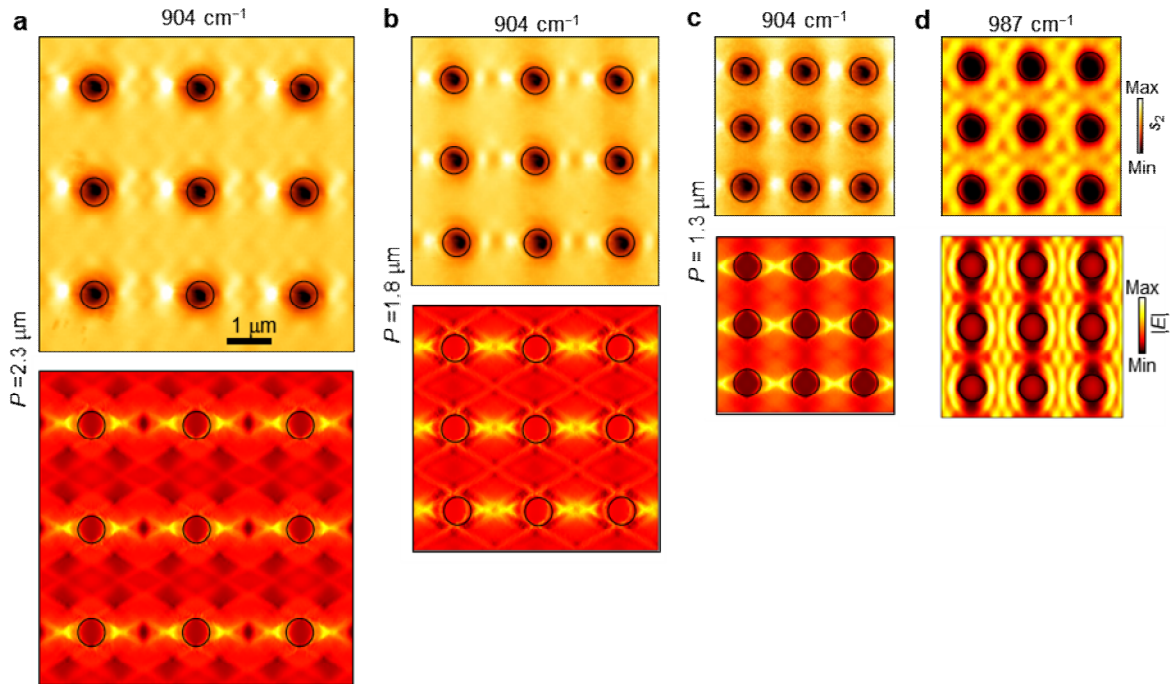 a
904 cm⁻¹
b
904 cm⁻¹
c
904 cm⁻¹
d
987 cm⁻¹
P =2.3 μm
1 μm
P =1.8 μm
P = 1.3 μm
Max
s₂
Min
Max
|E|
Min